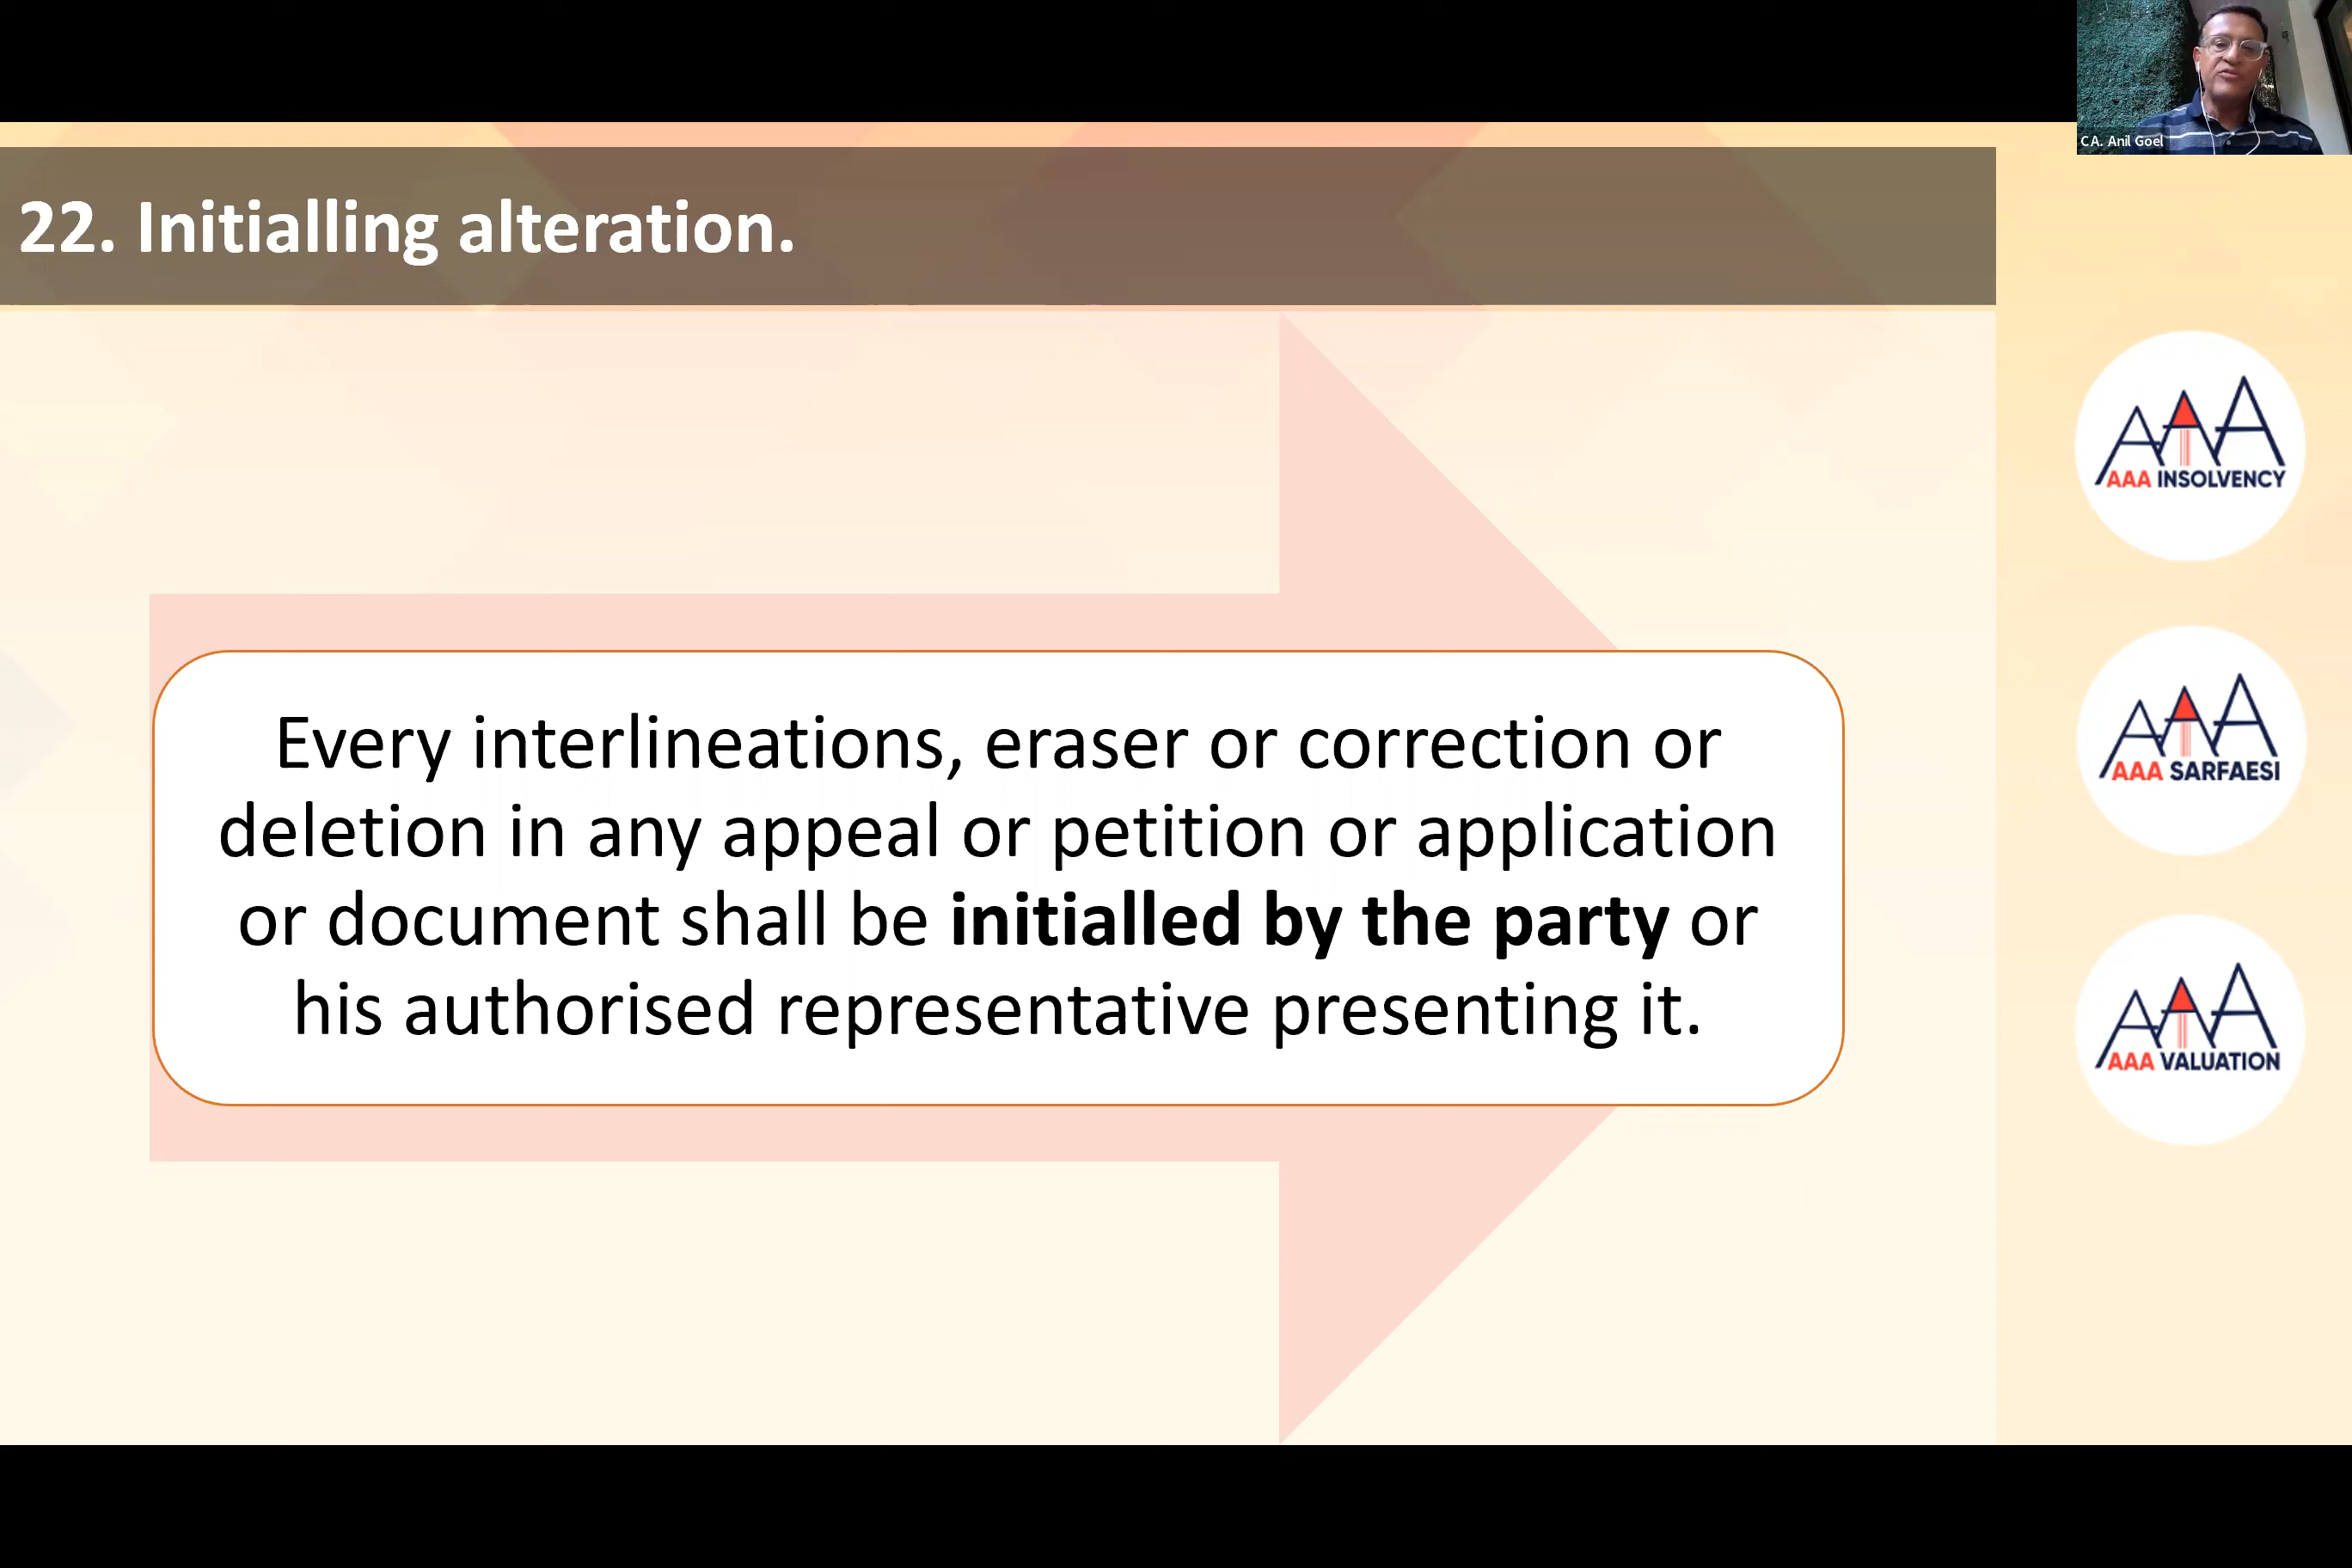 C A. Anil Goel
22. Initialling alteration.
Every interlineations, eraser or correction or
deletion in any appeal or petition or application
or document shall be initialled by the party or
his authorised representative presenting it.
AAA INSOLVENCY
AAA SARFAESI
AAA VALUATION